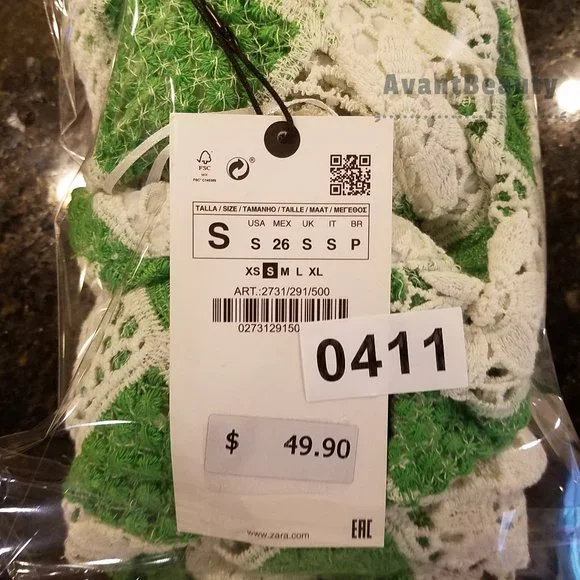 AvantBeauty
FSC
®
TALLA / SIZE / TAMANHO / TAILLE / MAAT / ΜΕΓΕΘΟΣ
S
USA MEX UK IT BR
S 26 S S P
XS S M L XL
ART.:2731/291/500
0273129150
0411
$ 49.90
www.zara.com
EAC